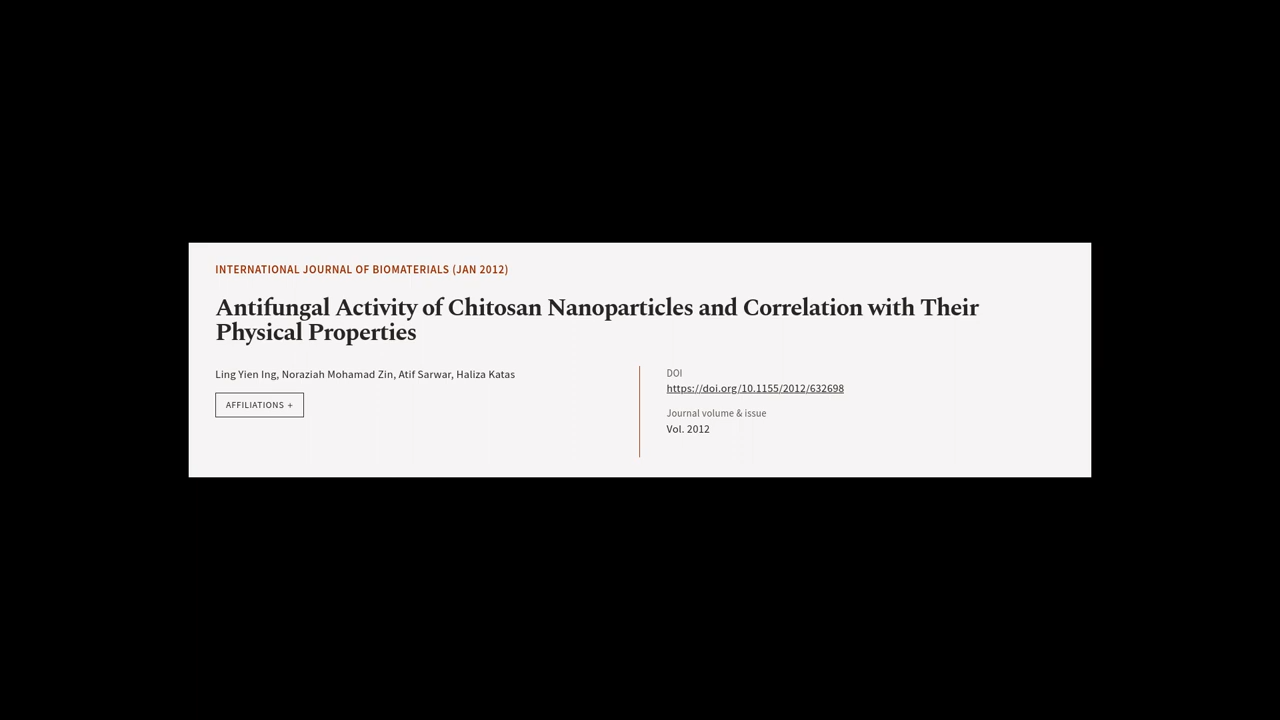 INTERNATIONAL JOURNAL OF BIOMATERIALS (JAN 2012)
Antifungal Activity of Chitosan Nanoparticles and Correlation with Their
Physical Properties
Ling Yien Ing, Noraziah Mohamad Zin, Atif Sarwar, Haliza Katas
AFFILIATIONS +
DOI
https://doi.org/10.1155/2012/632698
Journal volume & issue
Vol. 2012